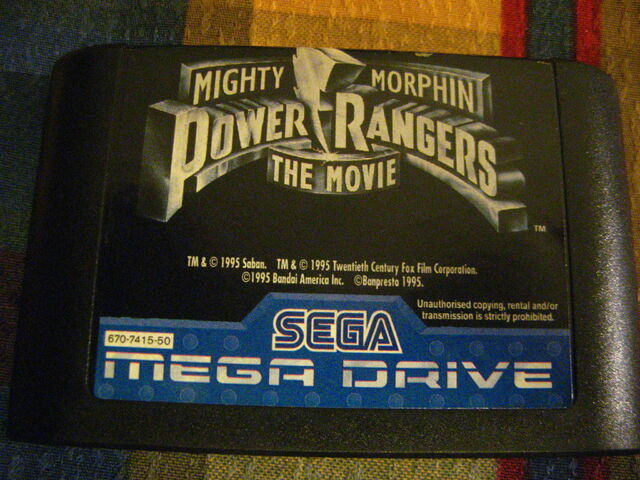 MIGHTY MORPHIN
POWER RANGERS
THE MOVIE
TM
TM & © 1995 Saban. TM & © 1995 Twentieth Century Fox Film Corporation.
©1995 Bandai America Inc. ©Banpresto 1995.
Unauthorised copying, rental and/or
transmission is strictly prohibited.
SEGA
670-7415-50
MEGA DRIVE